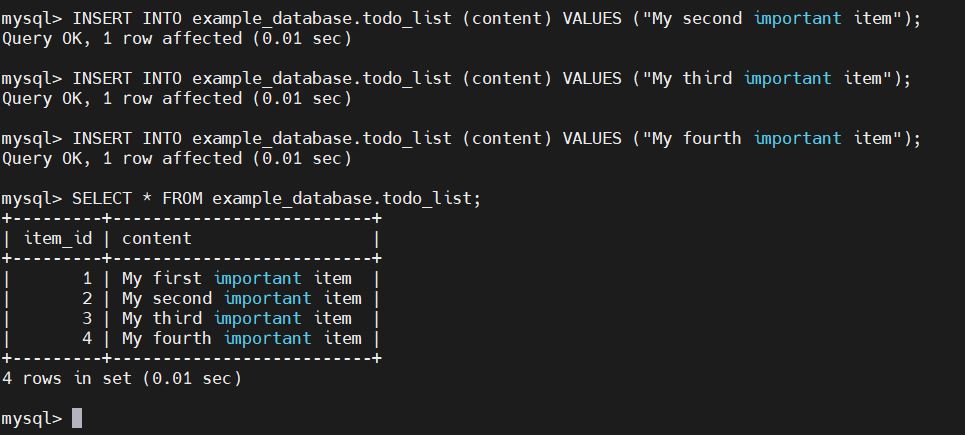 mysql> INSERT INTO example_database.todo_list (content) VALUES ("My second important item");
Query OK, 1 row affected (0.01 sec)
mysql> INSERT INTO example_database.todo_list (content) VALUES ("My third important item");
Query OK, 1 row affected (0.01 sec)
mysql> INSERT INTO example_database.todo_list (content) VALUES ("My fourth important item");
Query OK, 1 row affected (0.01 sec)
mysql> SELECT * FROM example_database.todo_list;
+---------+--------------------------+
| item_id | content                  |
+---------+--------------------------+
|       1 | My first important item  |
|       2 | My second important item |
|       3 | My third important item  |
|       4 | My fourth important item |
+---------+--------------------------+
4 rows in set (0.01 sec)
mysql>